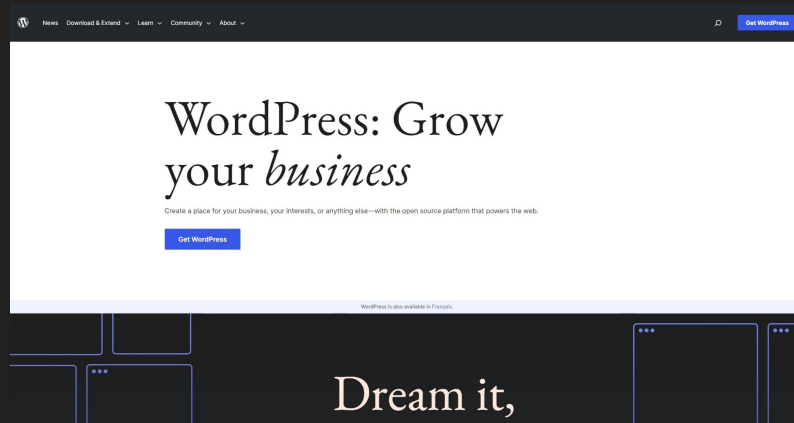 News Download & Extend Learn Community About Get WordPress
WordPress: Grow
your business
Create a place for your business, your interests, or anything else—with the open source platform that powers the web.
Get WordPress
WordPress is also available in Français.
Dream it,